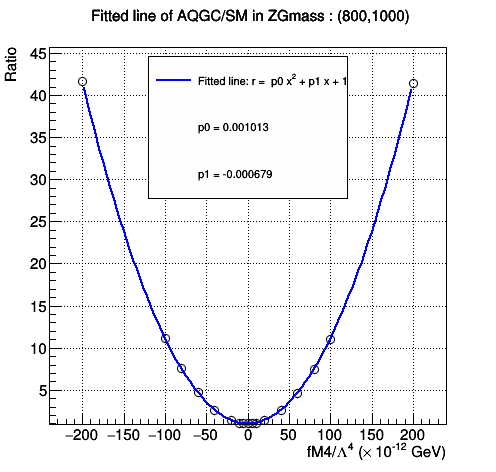 Fitted line of AQGC/SM in ZGmass : (800,1000)
Ratio
45
40
35
30
25
20
15
10
5
Fitted line: r = p0 x² + p1 x + 1
p0 = 0.001013
p1 = -0.000679
−200 −150 −100 −50 0 50 100 150 200
fM4/Λ⁴ (× 10⁻¹² GeV)